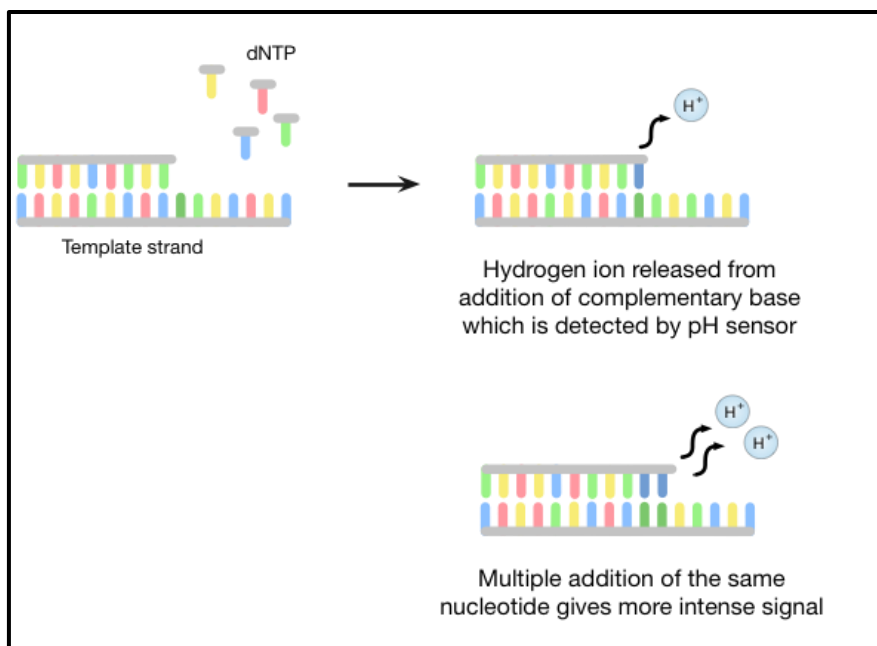 dNTP
H+
Template strand
Hydrogen ion released from
addition of complementary base
which is detected by pH sensor
H+
H+
Multiple addition of the same
nucleotide gives more intense signal